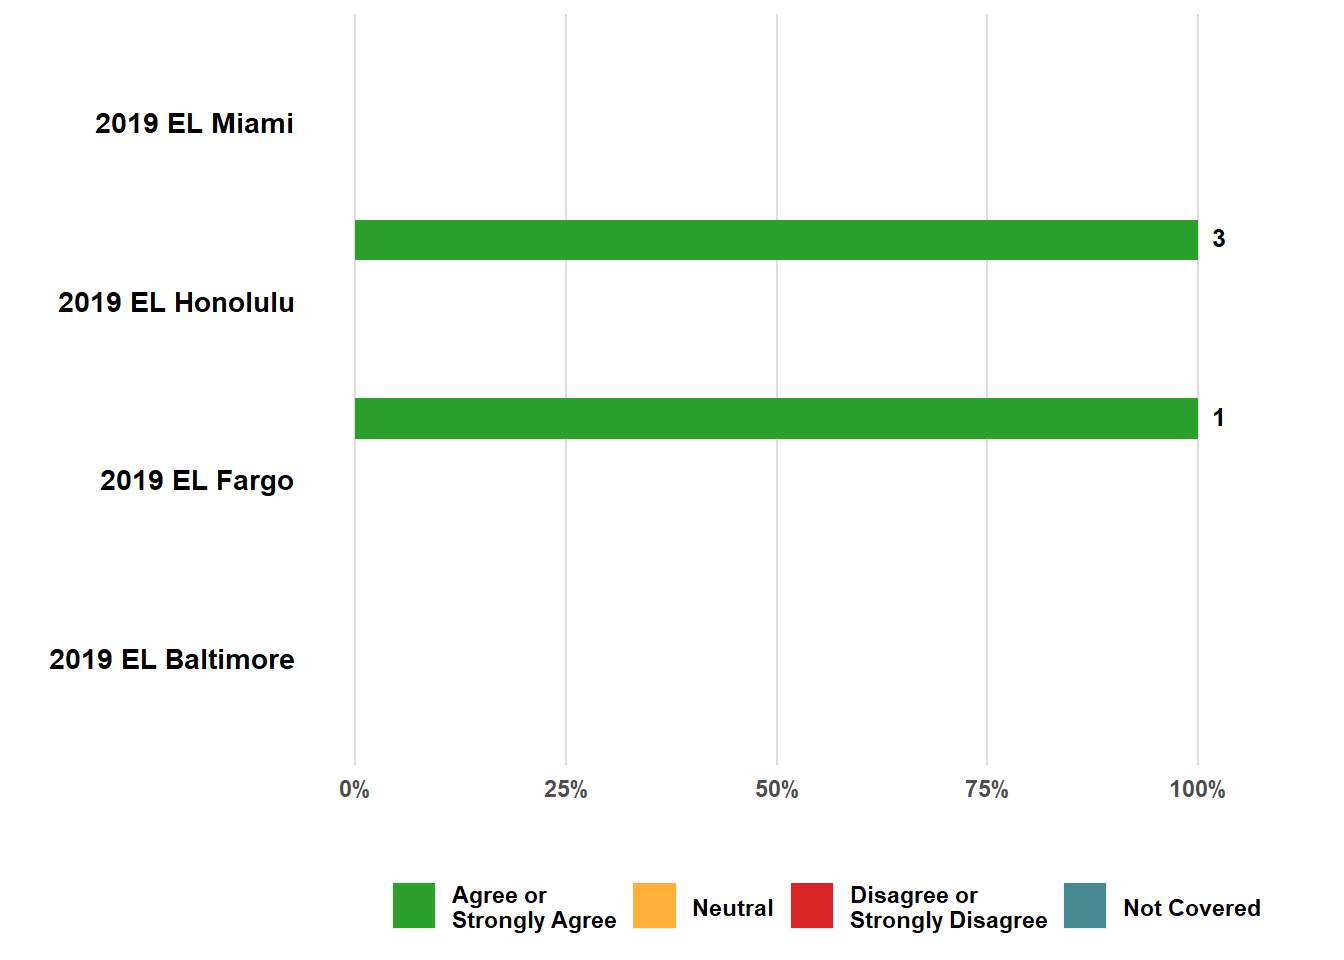 2019 EL Miami
3
2019 EL Honolulu
1
2019 EL Fargo
2019 EL Baltimore
0% 25% 50% 75% 100%
Agree or
Strongly Agree
Neutral
Disagree or
Strongly Disagree
Not Covered